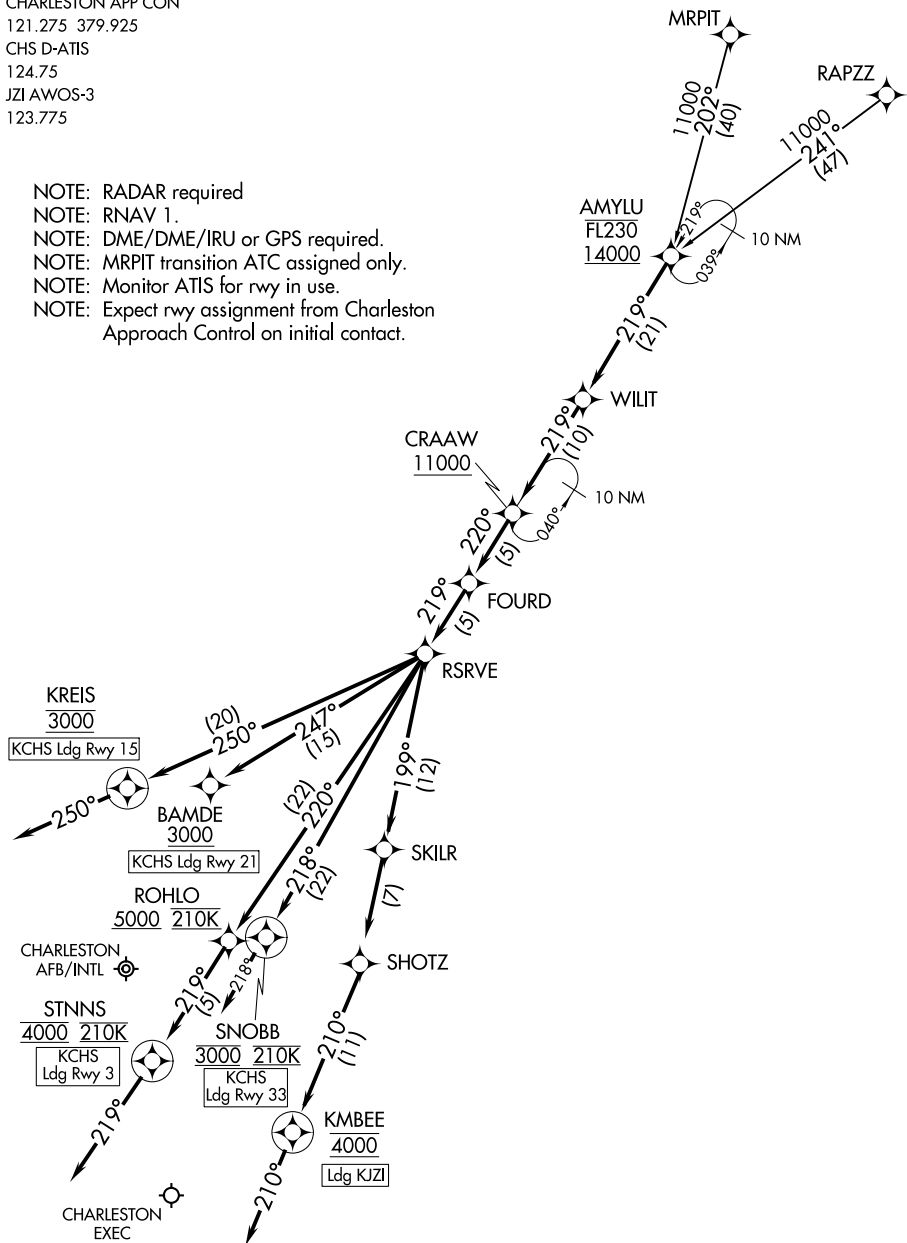 CHARLESTON APP CON
121.275 379.925
CHS D-ATIS
124.75
JZI AWOS-3
123.775
NOTE: RADAR required
NOTE: RNAV 1.
NOTE: DME/DME/IRU or GPS required.
NOTE: MRPIT transition ATC assigned only.
NOTE: Monitor ATIS for rwy in use.
NOTE: Expect rwy assignment from Charleston
Approach Control on initial contact.
MRPIT
11000
202°
(40)
RAPZZ
11000
241°
(47)
AMYLU
FL230
14000
219°
039°
10 NM
219°
(21)
WILIT
219°
(10)
CRAAW
11000
040°
10 NM
220°
(5)
FOURD
219°
(5)
RSRVE
KREIS
3000
KCHS Ldg Rwy 15
(20)
250°
250°
247°
(15)
BAMDE
3000
KCHS Ldg Rwy 21
(22)
220°
218°
(22)
199°
(12)
SKILR
(7)
SHOTZ
ROHLO
5000 210K
CHARLESTON
AFB/INTL
219°
(5)
218°
STNNS
4000 210K
KCHS
Ldg Rwy 3
219°
SNOBB
3000 210K
KCHS
Ldg Rwy 33
210°
(11)
KMBEE
4000
Ldg KJZI
210°
CHARLESTON
EXEC